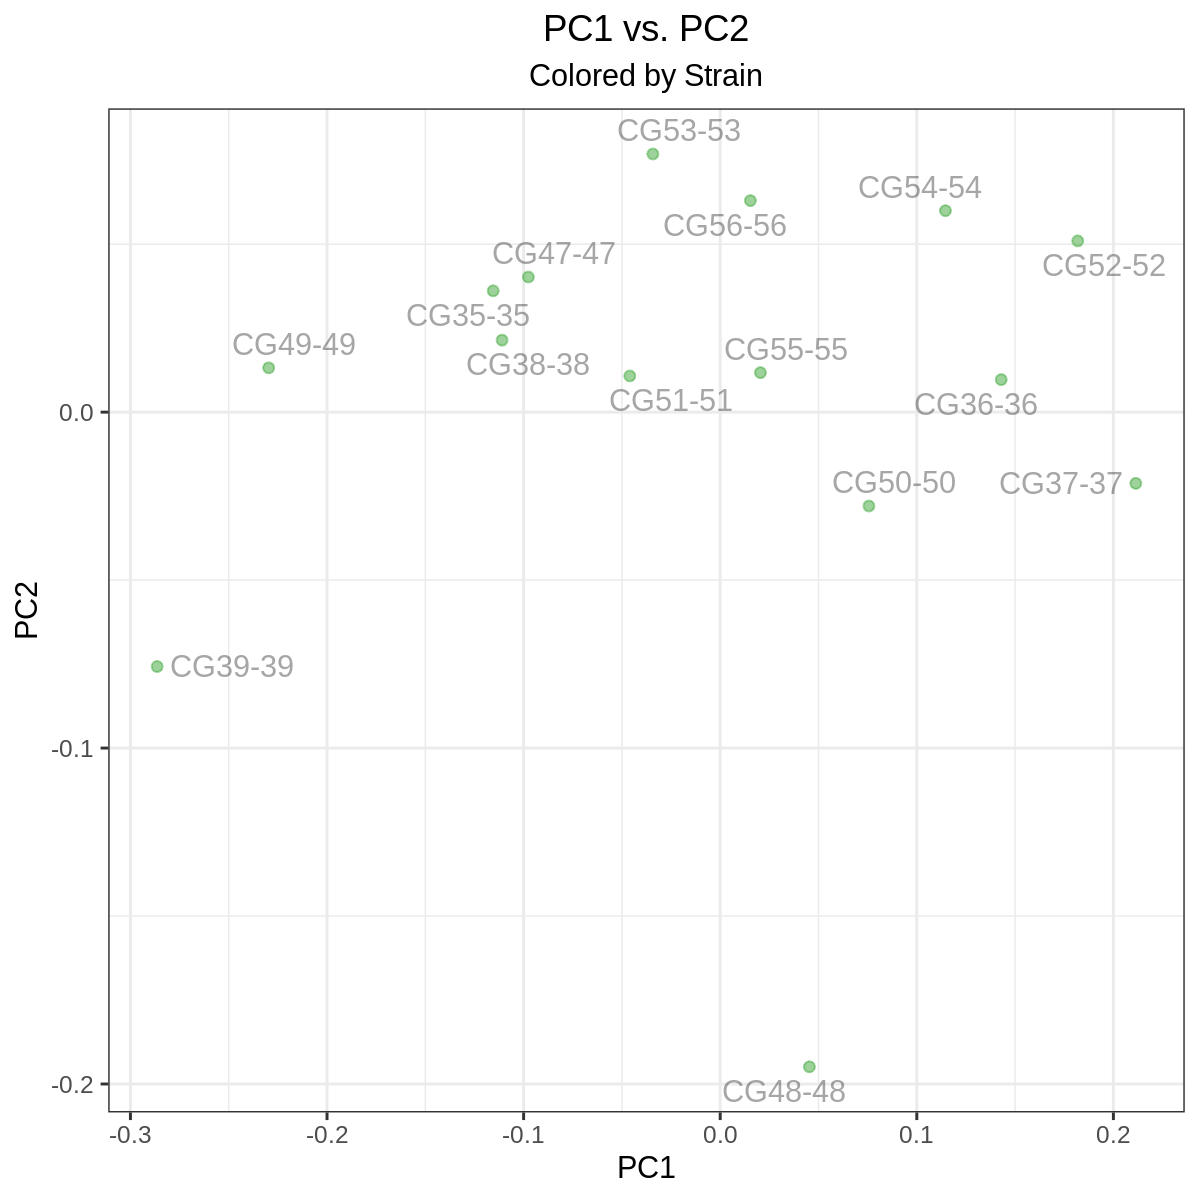 PC1 vs. PC2
Colored by Strain
CG53-53
CG54-54
CG56-56
CG47-47
CG52-52
CG35-35
CG49-49
CG55-55
CG38-38
CG51-51
CG36-36
0.0
CG50-50
CG37-37
PC2
CG39-39
-0.1
-0.2
CG48-48
-0.3 -0.2 -0.1 0.0 0.1 0.2
PC1